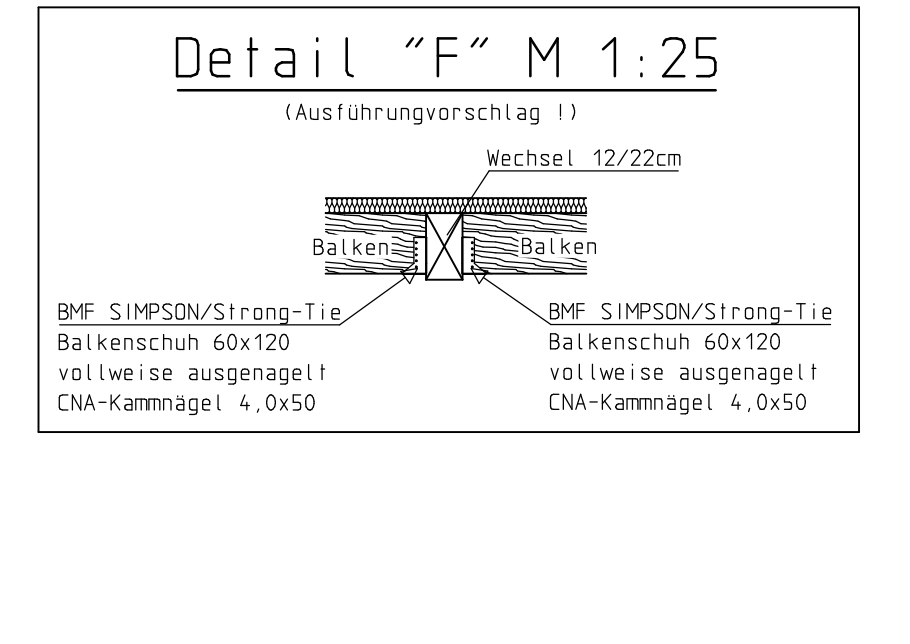 Detail "F" M 1:25
(Ausführungvorschlag !)
Wechsel 12/22cm
Balken
Balken
BMF SIMPSON/Strong-Tie
Balkenschuh 60x120
vollweise ausgenagelt
CNA-Kammnägel 4,0x50
BMF SIMPSON/Strong-Tie
Balkenschuh 60x120
vollweise ausgenagelt
CNA-Kammnägel 4,0x50